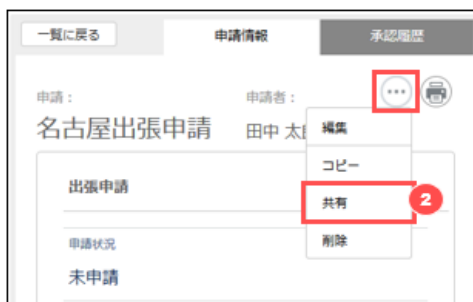 一覧に戻る
申請情報
承認履歴
申請：
申請者：
名古屋出張申請
田中 太
編集
コピー
共有
2
削除
出張申請
申請状況
未申請